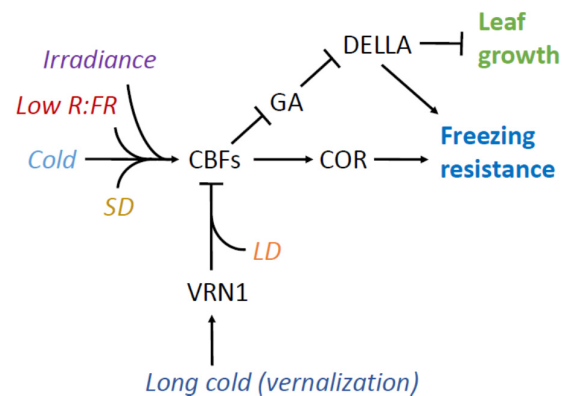 Leaf
growth
DELLA
Irradiance
GA
Low R:FR
Freezing
resistance
Cold
CBFs
COR
SD
LD
VRN1
Long cold (vernalization)